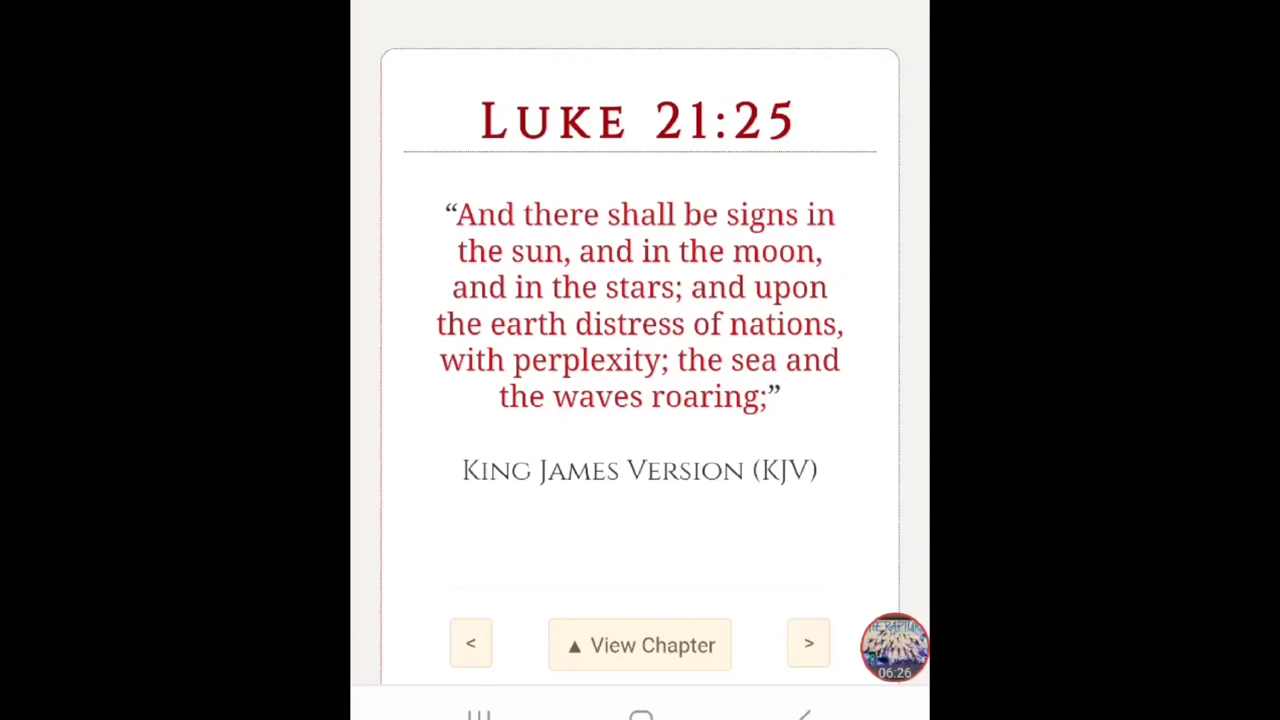 Luke 21:25
“And there shall be signs in
the sun, and in the moon,
and in the stars; and upon
the earth distress of nations,
with perplexity; the sea and
the waves roaring;”
King James Version (KJV)
< ▲ View Chapter >
06:26